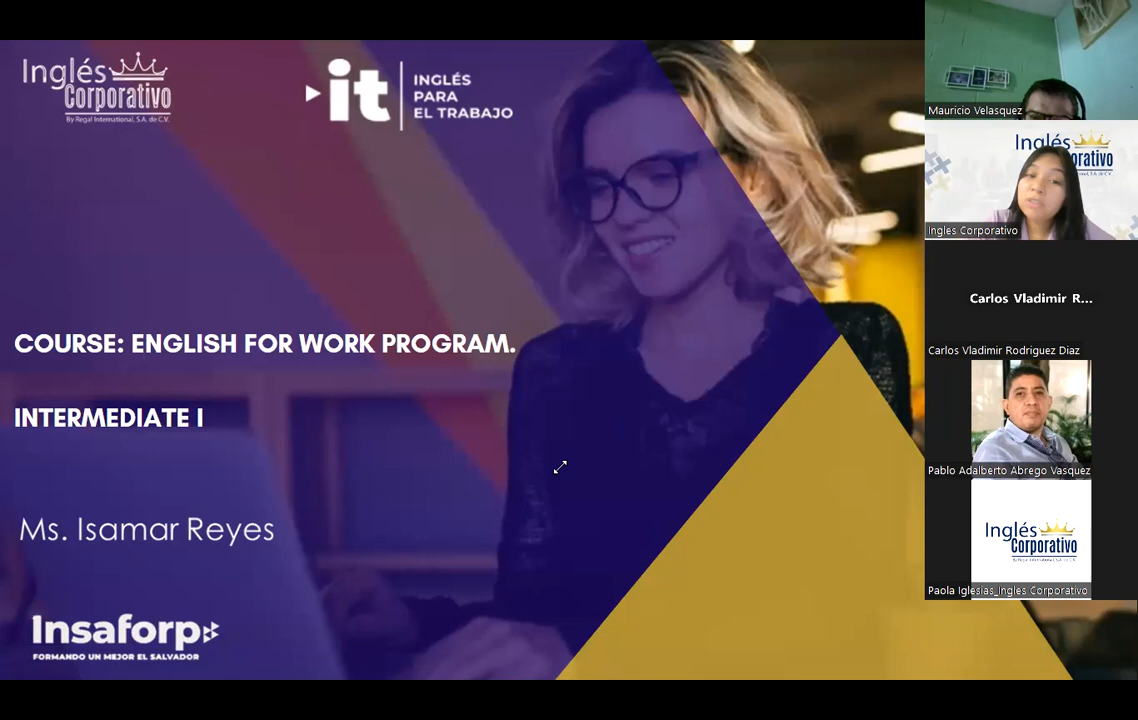 Inglés
Corporativo
By Regal International, S.A. de C.V.
it
INGLÉS
PARA
EL TRABAJO
COURSE: ENGLISH FOR WORK PROGRAM.
INTERMEDIATE I
Ms. Isamar Reyes
Insaforp
FORMANDO UN MEJOR EL SALVADOR
Mauricio Velasquez
Inglés
Ingles Corporativo
Carlos Vladimir R...
Carlos Vladimir Rodriguez Diaz
Pablo Adalberto Abrego Vasquez
Inglés
Corporativo
Paola Iglesias_Ingles Corporativo